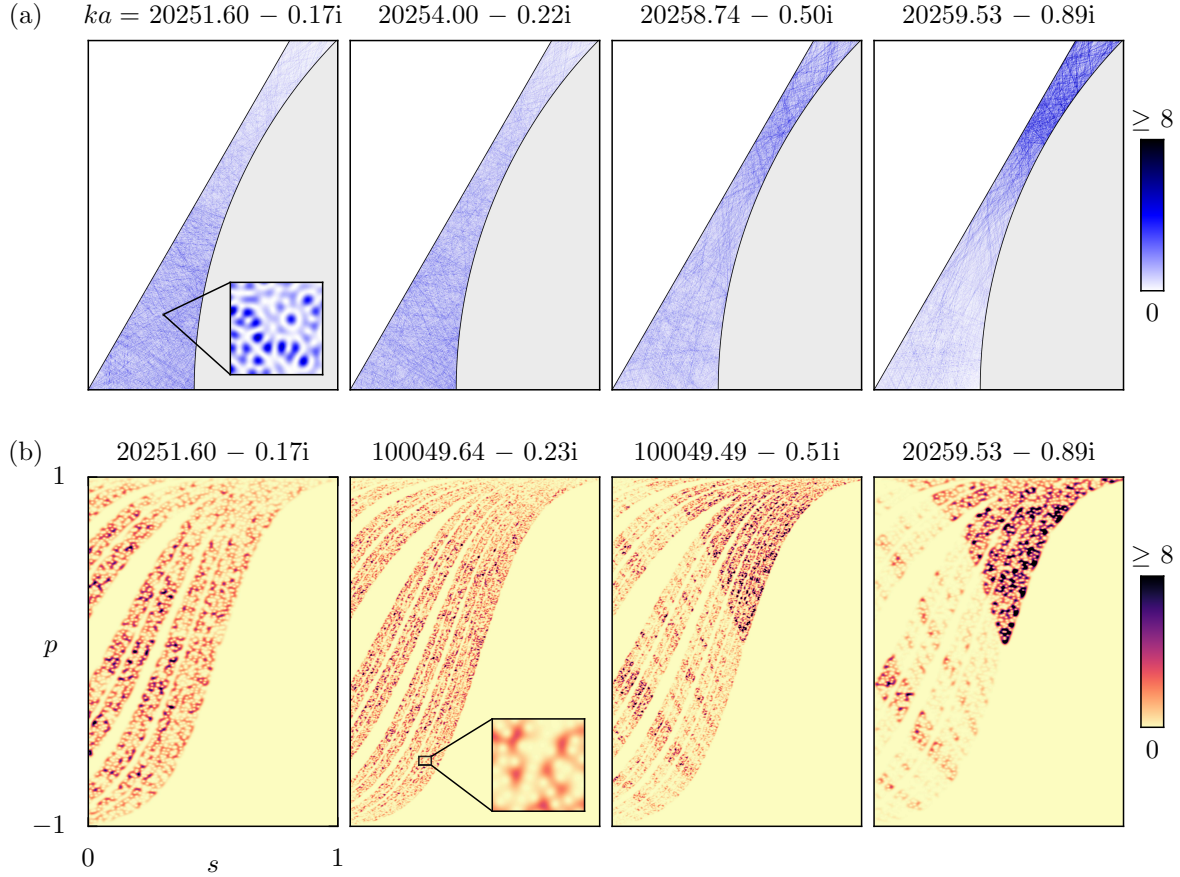 (a)
ka = 20251.60 − 0.17i
20254.00 − 0.22i
20258.74 − 0.50i
20259.53 − 0.89i
≥ 8
0
(b)
20251.60 − 0.17i
100049.64 − 0.23i
100049.49 − 0.51i
20259.53 − 0.89i
1
p
−1
0
s
1
≥ 8
0